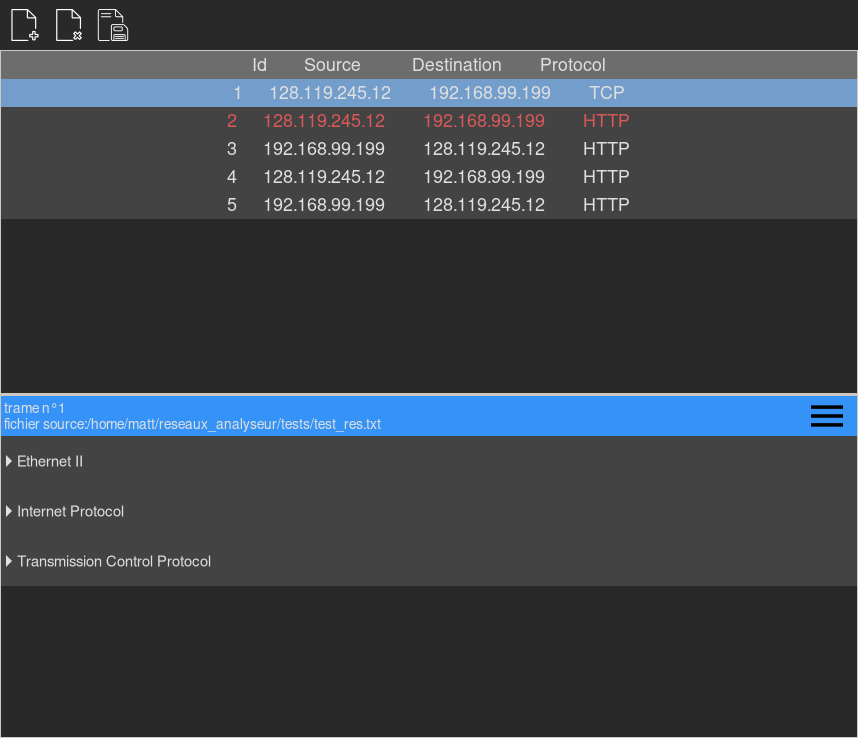 Id Source Destination Protocol
1 128.119.245.12 192.168.99.199 TCP
2 128.119.245.12 192.168.99.199 HTTP
3 192.168.99.199 128.119.245.12 HTTP
4 128.119.245.12 192.168.99.199 HTTP
5 192.168.99.199 128.119.245.12 HTTP
trame n°1
fichier source:/home/matt/reseaux_analyseur/tests/test_res.txt
Ethernet II
Internet Protocol
Transmission Control Protocol